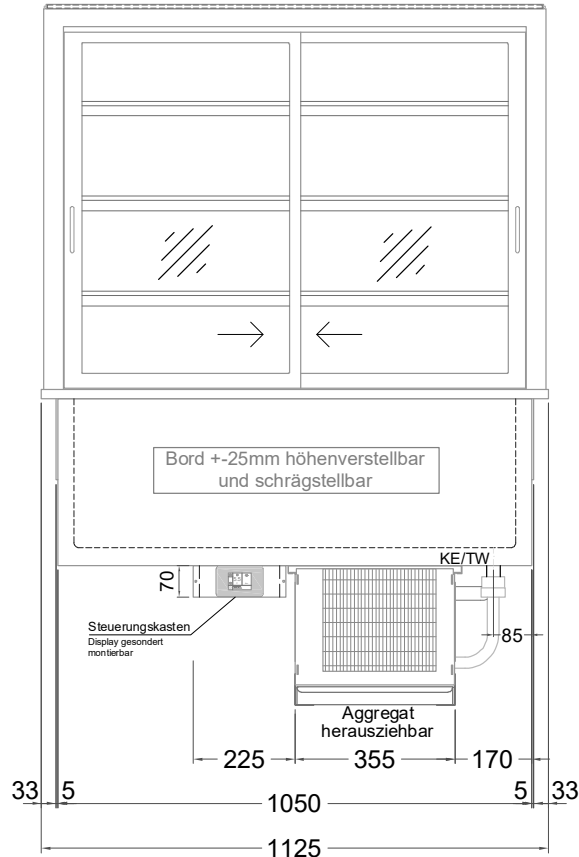 Bord +-25mm höhenverstellbar
und schrägstellbar
KE/TW
70
85
Steuerungskasten
Display gesondert
montierbar
Aggregat
herausziehbar
225 355 170
33 5 1050 5 33
1125